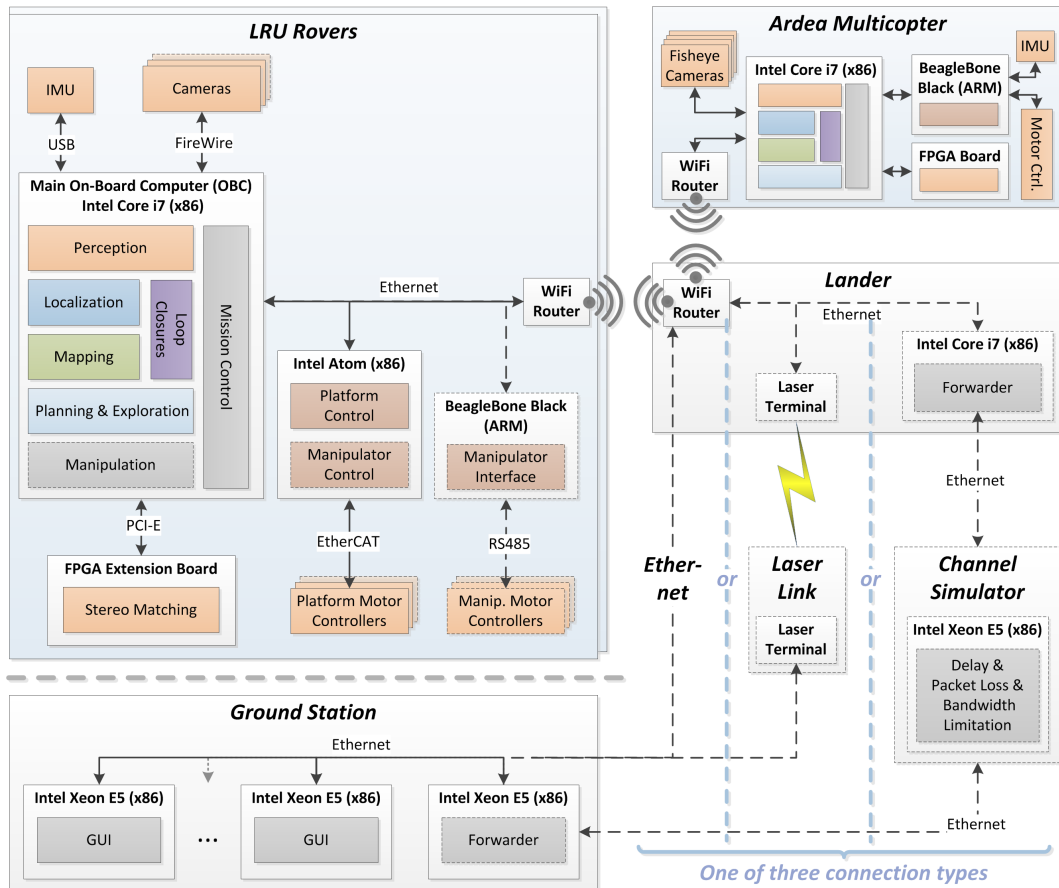 LRU Rovers
IMU
Cameras
USB
FireWire
Main On-Board Computer (OBC)
Intel Core i7 (x86)
Perception
Localization
Loop
Closures
Mapping
Planning & Exploration
Manipulation
Mission Control
Ethernet
WiFi
Router
Intel Atom (x86)
Platform
Control
Manipulator
Control
BeagleBone Black
(ARM)
Manipulator
Interface
PCI-E
EtherCAT
RS485
FPGA Extension Board
Stereo Matching
Platform Motor
Controllers
Manip. Motor
Controllers
Ardea Multicopter
Fisheye
Cameras
Intel Core i7 (x86)
BeagleBone
Black (ARM)
IMU
Motor Ctrl.
FPGA Board
WiFi
Router
Lander
WiFi
Router
Ethernet
Intel Core i7 (x86)
Forwarder
Laser
Terminal
Ethernet
Ether-
net
or
Laser
Link
Laser
Terminal
or
Channel
Simulator
Intel Xeon E5 (x86)
Delay &
Packet Loss &
Bandwidth
Limitation
Ethernet
One of three connection types
Ground Station
Ethernet
Intel Xeon E5 (x86)
GUI
...
Intel Xeon E5 (x86)
GUI
Intel Xeon E5 (x86)
Forwarder